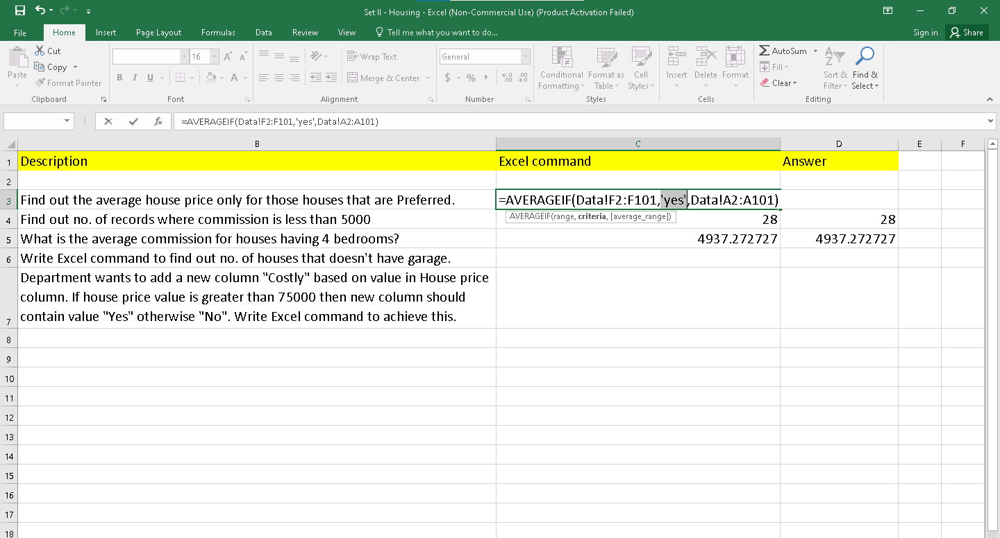 Set II - Housing - Excel (Non-Commercial Use) (Product Activation Failed)
File Home Insert Page Layout Formulas Data Review View Tell me what you want to do... Sign in Share
Paste Cut Copy Format Painter
Clipboard
16 A A
B I U A
Font
Wrap Text
Merge & Center
Alignment
General
$ % , .00 .0
Number
Conditional Formatting
Format as Table
Cell Styles
Styles
Insert Delete Format
Cells
AutoSum
Fill
Clear
Sort & Filter
Find & Select
Editing
fx =AVERAGEIF(Data!F2:F101,'yes',Data!A2:A101)
B C D E F
1 Description Excel command Answer
2
3 Find out the average house price only for those houses that are Preferred. =AVERAGEIF(Data!F2:F101,'yes',Data!A2:A101)
AVERAGEIF(range, criteria, [average_range])
4 Find out no. of records where commission is less than 5000 28 28
5 What is the average commission for houses having 4 bedrooms? 4937.272727 4937.272727
6 Write Excel command to find out no. of houses that doesn't have garage.
Department wants to add a new column "Costly" based on value in House price
column. If house price value is greater than 75000 then new column should
7 contain value "Yes" otherwise "No". Write Excel command to achieve this.
8
9
10
11
12
13
14
15
16
17
18